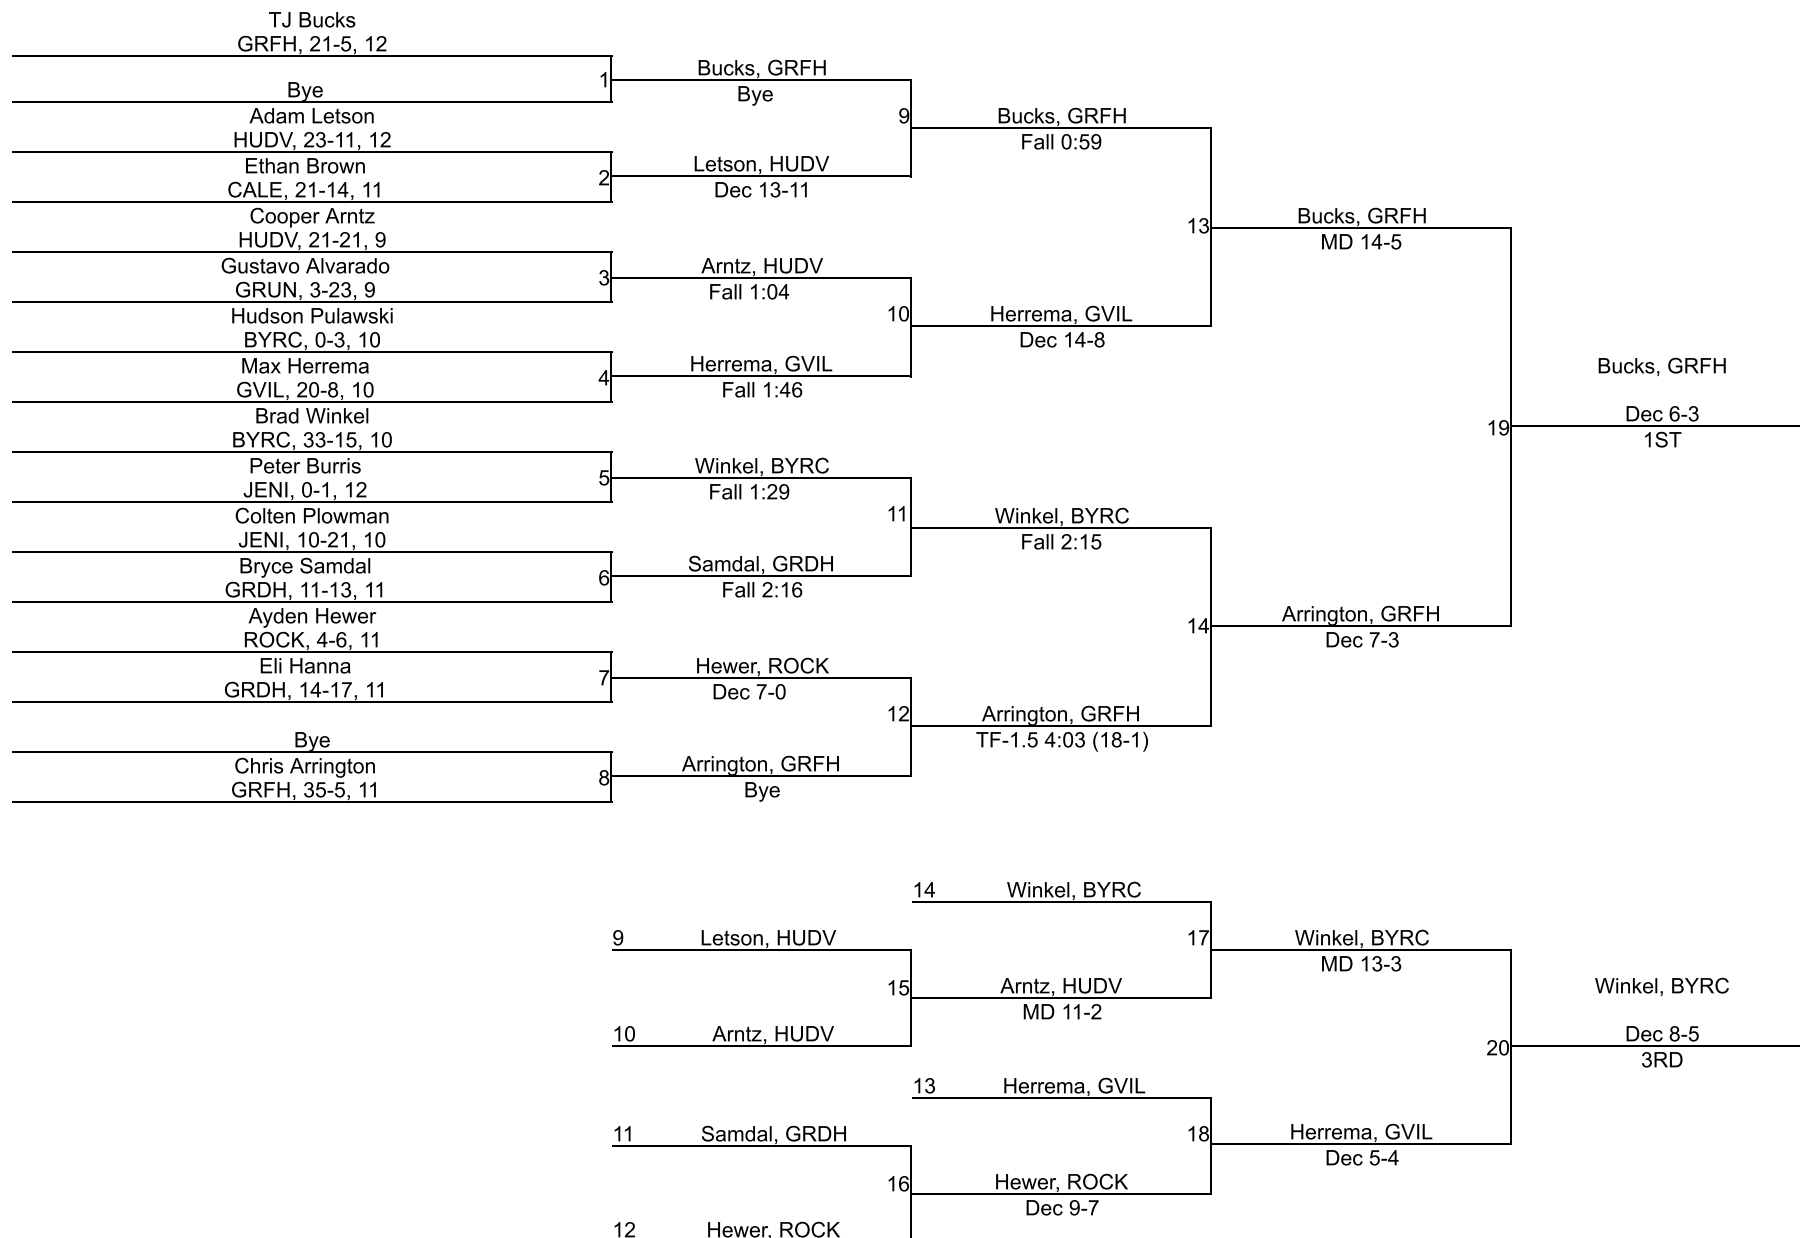 TJ Bucks
GRFH, 21-5, 12
Bye
1
Adam Letson
HUDV, 23-11, 12
Ethan Brown
CALE, 21-14, 11
2
Cooper Arntz
HUDV, 21-21, 9
Gustavo Alvarado
GRUN, 3-23, 9
3
Hudson Pulawski
BYRC, 0-3, 10
Max Herrema
GVIL, 20-8, 10
4
Brad Winkel
BYRC, 33-15, 10
Peter Burris
JENI, 0-1, 12
5
Colten Plowman
JENI, 10-21, 10
Bryce Samdal
GRDH, 11-13, 11
6
Ayden Hewer
ROCK, 4-6, 11
Eli Hanna
GRDH, 14-17, 11
7
Bye
Chris Arrington
GRFH, 35-5, 11
8
Bucks, GRFH
Bye
9
Letson, HUDV
Dec 13-11
Arntz, HUDV
Fall 1:04
10
Herrema, GVIL
Fall 1:46
Winkel, BYRC
Fall 1:29
11
Samdal, GRDH
Fall 2:16
Hewer, ROCK
Dec 7-0
12
Arrington, GRFH
Bye
Bucks, GRFH
Fall 0:59
13
Herrema, GVIL
Dec 14-8
Winkel, BYRC
Fall 2:15
14
Arrington, GRFH
TF-1.5 4:03 (18-1)
Bucks, GRFH
MD 14-5
19
Arrington, GRFH
Dec 7-3
Bucks, GRFH
Dec 6-3
1ST
14 Winkel, BYRC
9 Letson, HUDV
17
15
Arntz, HUDV
MD 11-2
10 Arntz, HUDV
13 Herrema, GVIL
11 Samdal, GRDH
18
16
Hewer, ROCK
Dec 9-7
12 Hewer, ROCK
Winkel, BYRC
MD 13-3
20
Herrema, GVIL
Dec 5-4
Winkel, BYRC
Dec 8-5
3RD